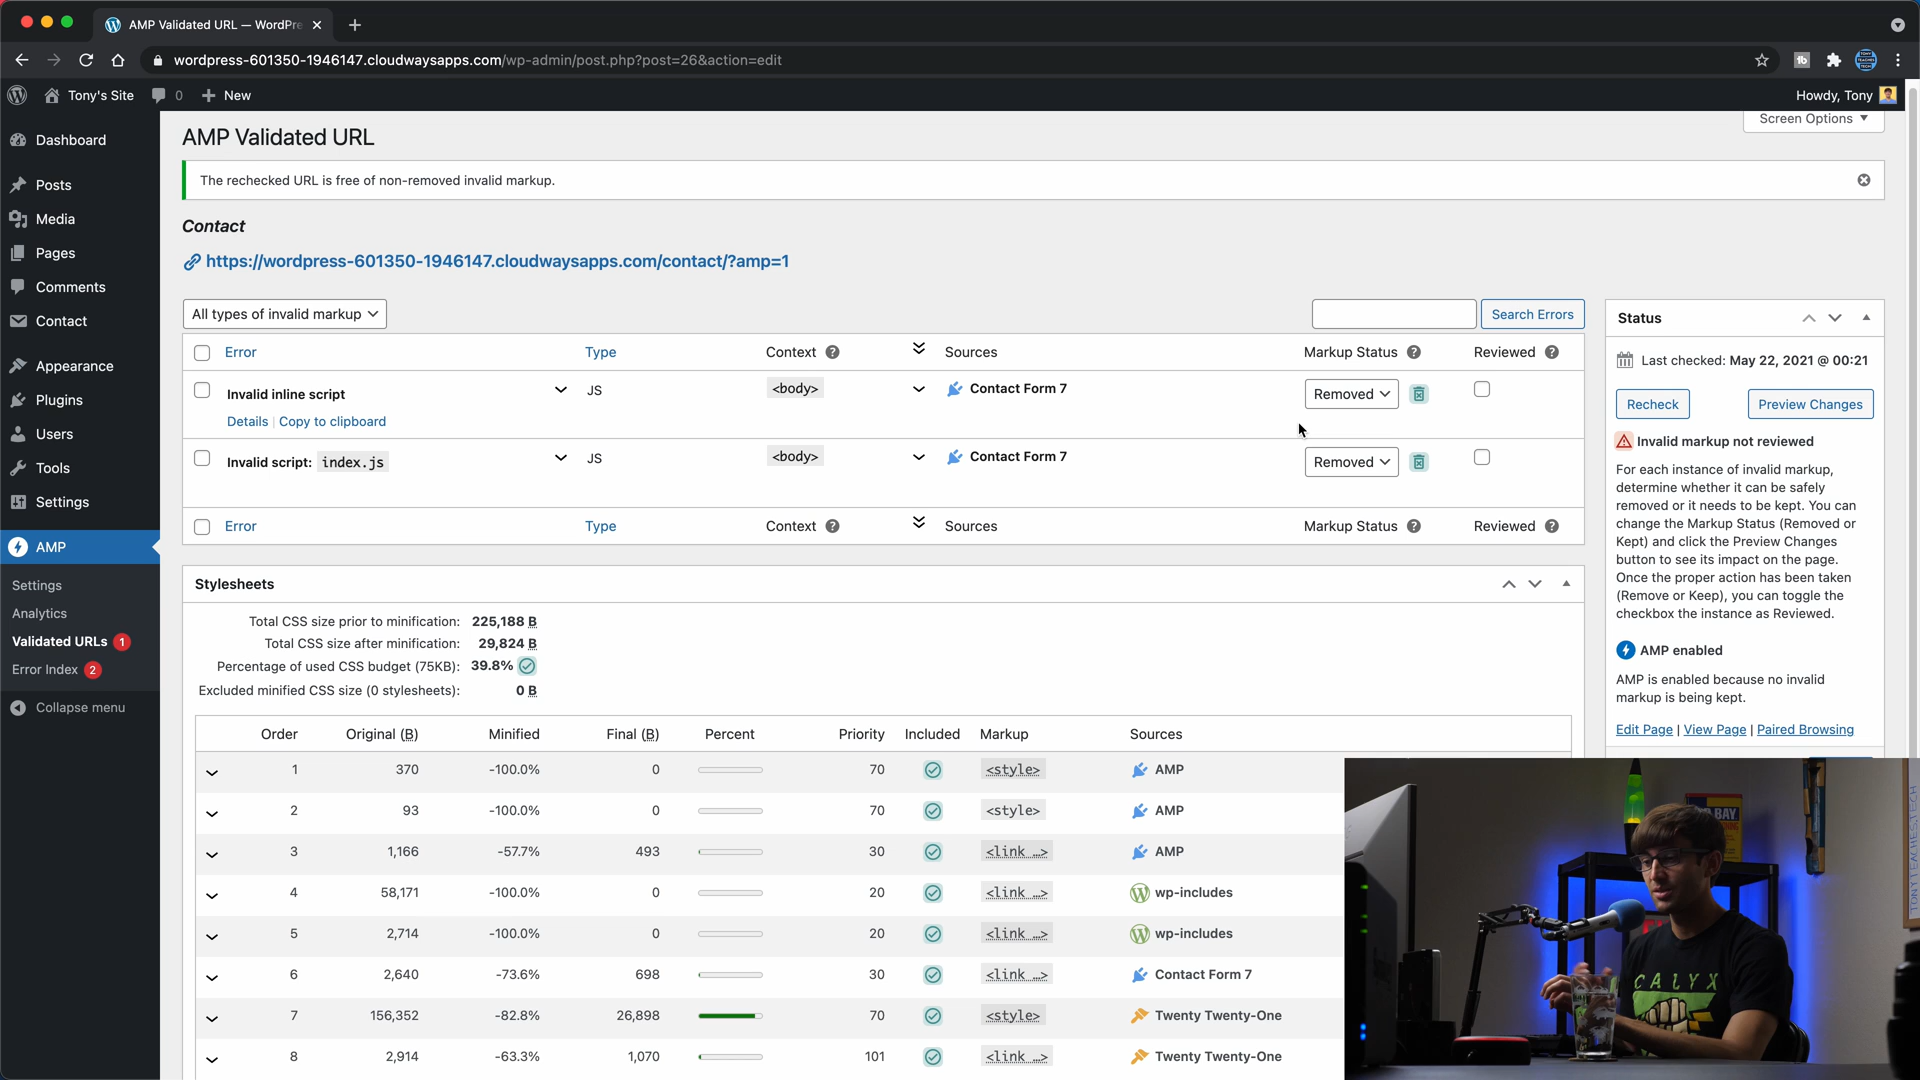 AMP Validated URL — WordPre
wordpress-601350-1946147.cloudwaysapps.com/wp-admin/post.php?post=26&action=edit
Tony's Site 0 New
Howdy, Tony
Dashboard
Posts
Media
Pages
Comments
Contact
Appearance
Plugins
Users
Tools
Settings
AMP
Settings
Analytics
Validated URLs 1
Error Index 2
Collapse menu
Screen Options
AMP Validated URL
The rechecked URL is free of non-removed invalid markup.
Contact
https://wordpress-601350-1946147.cloudwaysapps.com/contact/?amp=1
All types of invalid markup
Search Errors
Error Type Context Sources Markup Status Reviewed
Invalid inline script JS <body> Contact Form 7 Removed
Details | Copy to clipboard
Invalid script: index.js JS <body> Contact Form 7 Removed
Error Type Context Sources Markup Status Reviewed
Stylesheets
Total CSS size prior to minification: 225,188 B
Total CSS size after minification: 29,824 B
Percentage of used CSS budget (75KB): 39.8%
Excluded minified CSS size (0 stylesheets): 0 B
Order Original (B) Minified Final (B) Percent Priority Included Markup Sources
1 370 -100.0% 0 70 <style> AMP
2 93 -100.0% 0 70 <style> AMP
3 1,166 -57.7% 493 30 <link …> AMP
4 58,171 -100.0% 0 20 <link …> wp-includes
5 2,714 -100.0% 0 20 <link …> wp-includes
6 2,640 -73.6% 698 30 <link …> Contact Form 7
7 156,352 -82.8% 26,898 70 <style> Twenty Twenty-One
8 2,914 -63.3% 1,070 101 <link …> Twenty Twenty-One
Status
Last checked: May 22, 2021 @ 00:21
Recheck
Preview Changes
Invalid markup not reviewed
For each instance of invalid markup,
determine whether it can be safely
removed or it needs to be kept. You can
change the Markup Status (Removed or
Kept) and click the Preview Changes
button to see its impact on the page.
Once the proper action has been taken
(Remove or Keep), you can toggle the
checkbox the instance as Reviewed.
AMP enabled
AMP is enabled because no invalid
markup is being kept.
Edit Page | View Page | Paired Browsing
BAY
CALYX
TONYTEACHES.TECH